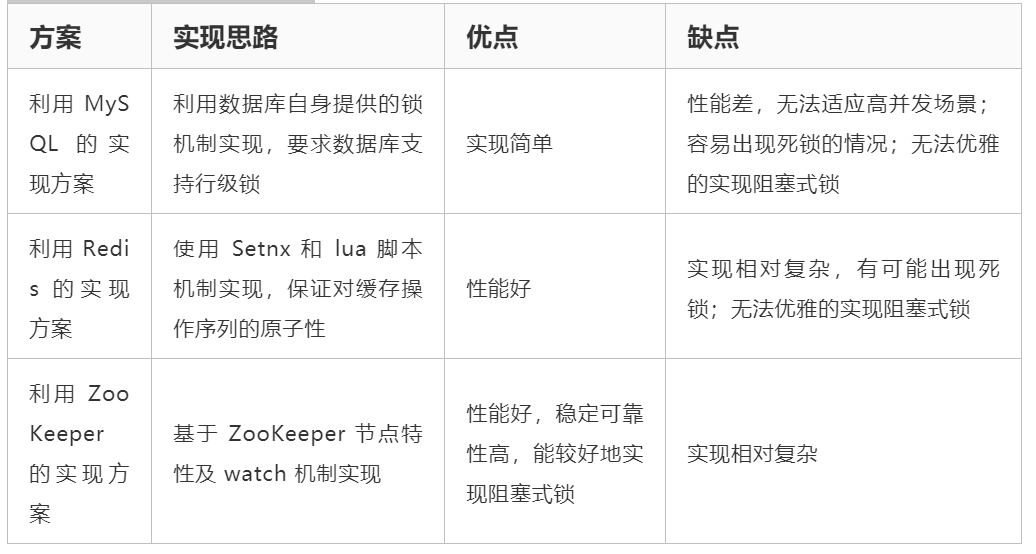 方案 实现思路 优点 缺点
利用 MyS
QL 的实
现方案
利用数据库自身提供的锁
机制实现，要求数据库支
持行级锁
实现简单
性能差，无法适应高并发场景；
容易出现死锁的情况；无法优雅
的实现阻塞式锁
利用 Redi
s 的实现
方案
使用 Setnx 和 lua 脚本
机制实现，保证对缓存操
作序列的原子性
性能好
实现相对复杂，有可能出现死
锁；无法优雅的实现阻塞式锁
利用 Zoo
Keeper
的实现方
案
基于 ZooKeeper 节点特
性及 watch 机制实现
性能好，稳定可靠
性高，能较好地实
现阻塞式锁
实现相对复杂